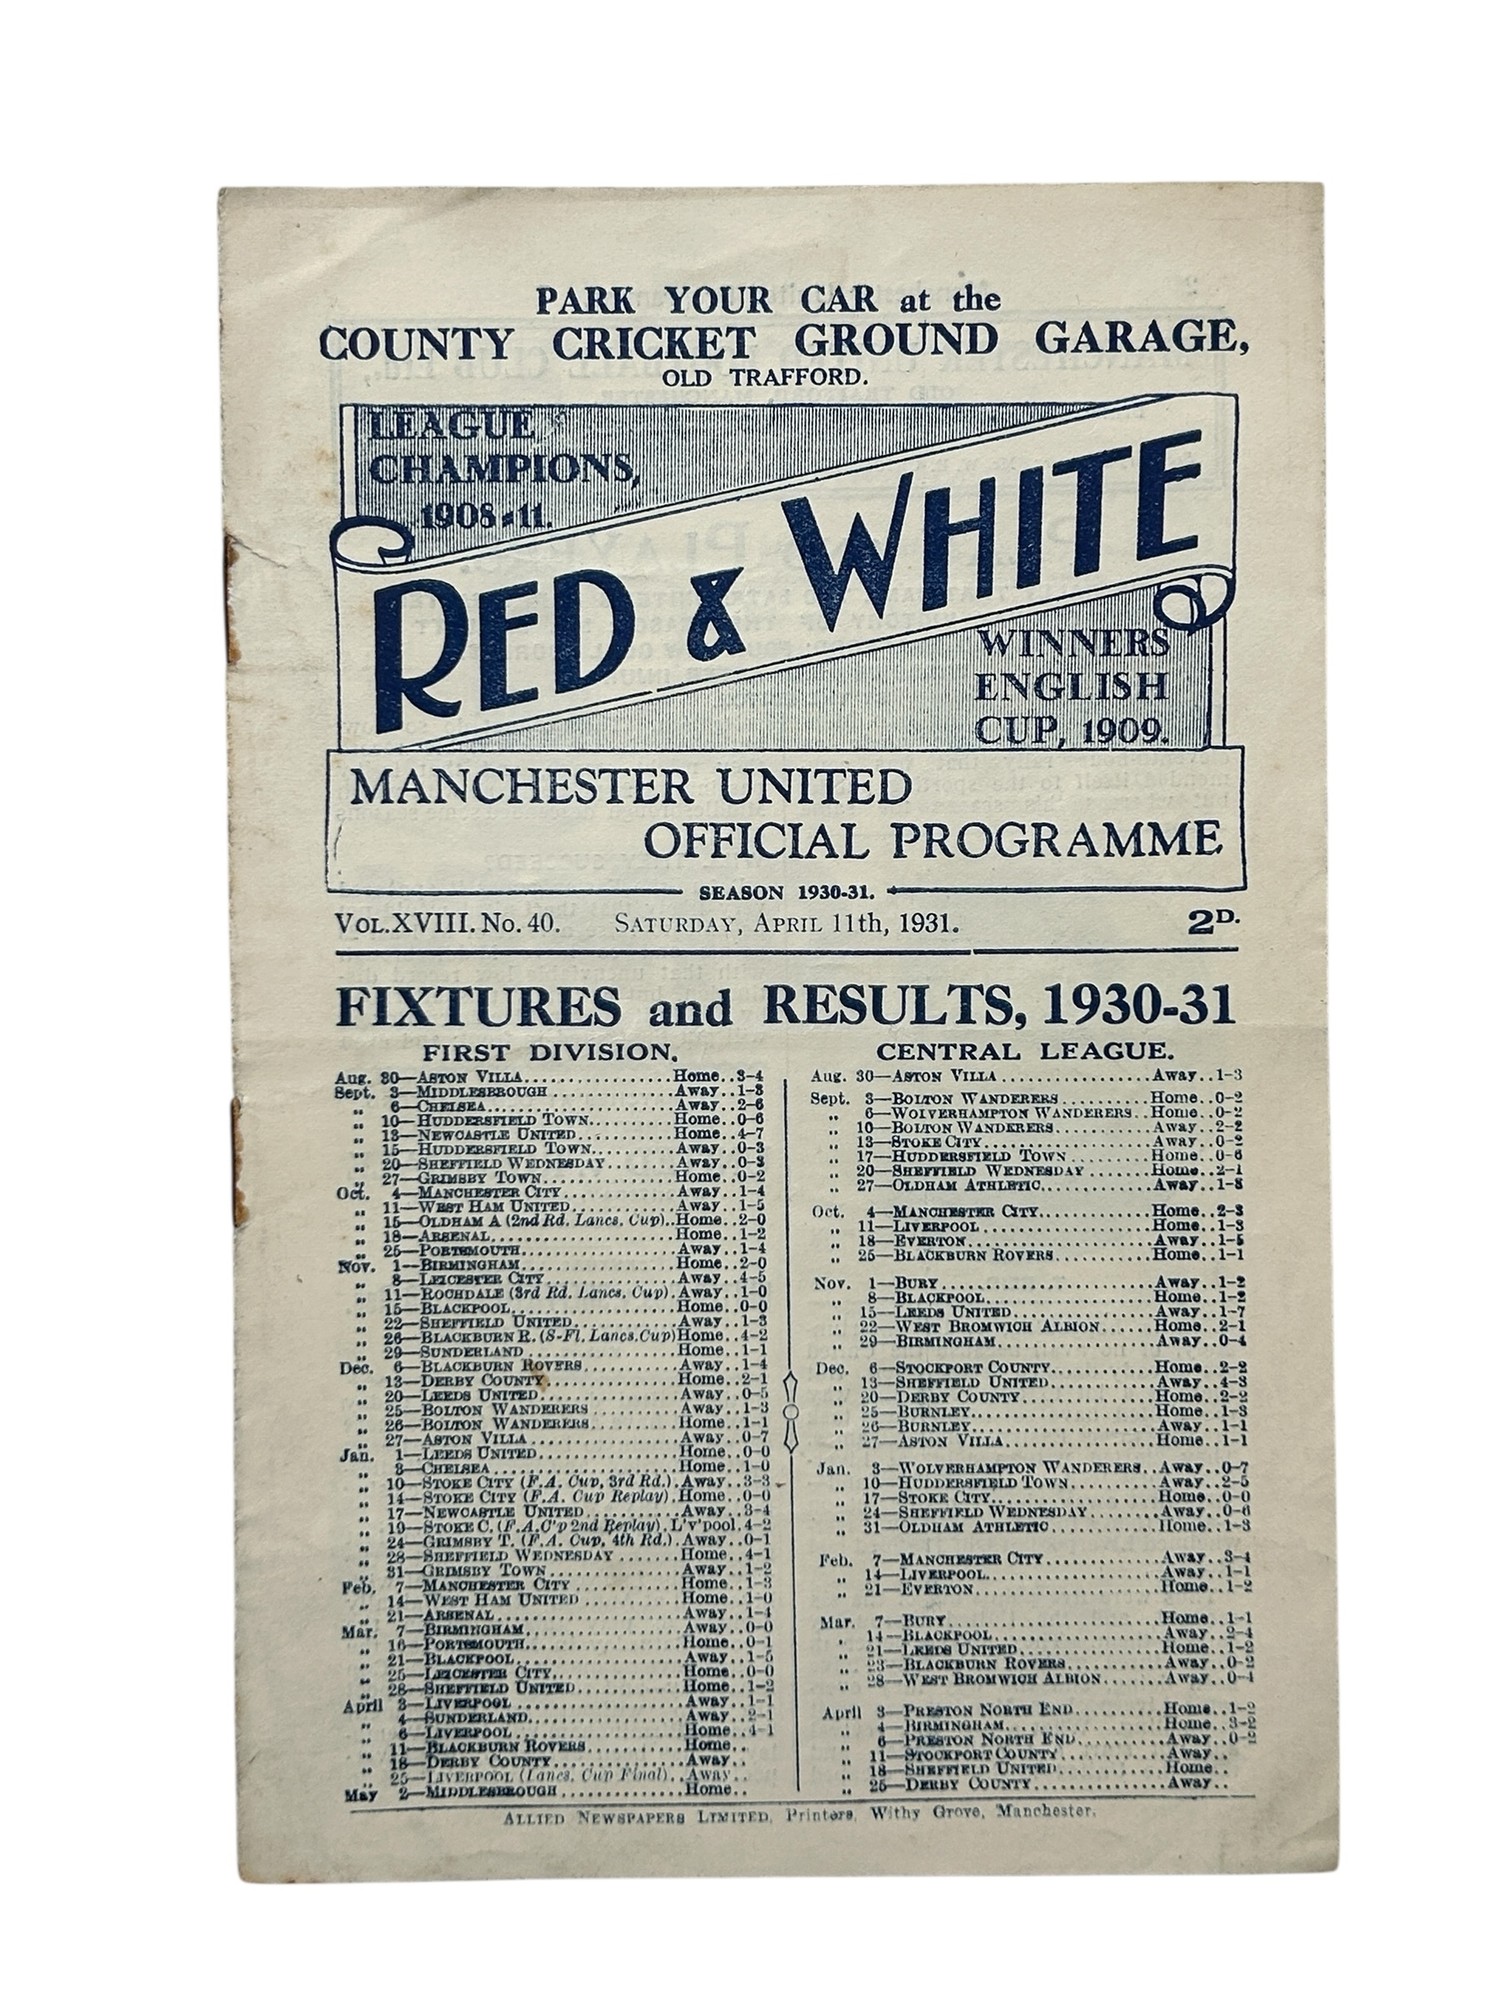 PARK YOUR CAR at the
COUNTY CRICKET GROUND GARAGE,
OLD TRAFFORD.
LEAGUE
CHAMPIONS,
1908-11.
RED & WHITE
WINNERS
ENGLISH
CUP, 1909.
MANCHESTER UNITED
OFFICIAL PROGRAMME
SEASON 1930-31.
VOL.XVIII. No. 40. SATURDAY, APRIL 11th, 1931. 2D.
FIXTURES and RESULTS, 1930-31
FIRST DIVISION.
Aug. 30—ASTON VILLA....................Home..3-4
Sept. 3—MIDDLESBROUGH................Away..1-3
„ 6—CHELSEA.........................Away..2-6
„ 10—HUDDERSFIELD TOWN...........Home..0-6
„ 13—NEWCASTLE UNITED.............Home..4-7
„ 15—HUDDERSFIELD TOWN...........Away..0-3
„ 20—SHEFFIELD WEDNESDAY.........Away..0-3
„ 27—GRIMSBY TOWN.................Home..0-2
Oct. 4—MANCHESTER CITY..............Away..1-4
„ 11—WEST HAM UNITED..............Away..1-5
„ 15—OLDHAM A (2nd Rd. Lancs. Cup)..Home..2-0
„ 18—ARSENAL.........................Home..1-2
„ 25—PORTSMOUTH....................Away..1-4
Nov. 1—BIRMINGHAM....................Home..2-0
„ 8—LEICESTER CITY.................Away..4-5
„ 11—ROCHDALE (3rd Rd. Lancs. Cup).Away..1-0
„ 15—BLACKPOOL......................Home..0-0
„ 22—SHEFFIELD UNITED..............Away..1-3
„ 26—BLACKBURN R. (S-Fl. Lancs.Cup)Home..4-2
„ 29—SUNDERLAND....................Home..1-1
Dec. 6—BLACKBURN ROVERS............Away..1-4
„ 13—DERBY COUNTY..................Home..2-1
„ 20—LEEDS UNITED...................Away..0-5
„ 25—BOLTON WANDERERS............Away..1-3
„ 26—BOLTON WANDERERS............Home..1-1
„ 27—ASTON VILLA....................Away..0-7
Jan. 1—LEEDS UNITED...................Home..0-0
„ 3—CHELSEA.........................Home..1-0
„ 10—STOKE CITY (F.A. Cup, 3rd Rd.).Away..3-3
„ 14—STOKE CITY (F.A. Cup Replay).Home..0-0
„ 17—NEWCASTLE UNITED.............Away..3-4
„ 19—STOKE C. (F.A.C'p 2nd Replay).L'v'pool.4-2
„ 24—GRIMSBY T. (F.A. Cup, 4th Rd.).Away..0-1
„ 28—SHEFFIELD WEDNESDAY.........Home..4-1
„ 31—GRIMSBY TOWN.................Away..1-2
Feb. 7—MANCHESTER CITY..............Home..1-3
„ 14—WEST HAM UNITED..............Home..1-0
„ 21—ARSENAL.........................Away..1-4
Mar. 7—BIRMINGHAM....................Away..0-0
„ 16—PORTSMOUTH....................Home..0-1
„ 21—BLACKPOOL......................Away..1-5
„ 25—LEICESTER CITY.................Home..0-0
„ 28—SHEFFIELD UNITED..............Home..1-2
April 3—LIVERPOOL......................Away..1-1
„ 4—SUNDERLAND.....................Away..2-1
„ 6—LIVERPOOL.......................Home..4-1
„ 11—BLACKBURN ROVERS............Home..
„ 18—DERBY COUNTY..................Away..
„ 25—LIVERPOOL (Lancs. Cup Final)..Away..
May 2—MIDDLESBROUGH................Home..
CENTRAL LEAGUE.
Aug. 30—ASTON VILLA....................Away..1-3
Sept. 3—BOLTON WANDERERS............Home..0-2
„ 6—WOLVERHAMPTON WANDERERS..Home..0-2
„ 10—BOLTON WANDERERS............Away..2-2
„ 13—STOKE CITY.....................Away..0-2
„ 17—HUDDERSFIELD TOWN...........Home..0-6
„ 20—SHEFFIELD WEDNESDAY.........Home..2-1
„ 27—OLDHAM ATHLETIC..............Away..1-8
Oct. 4—MANCHESTER CITY..............Home..2-3
„ 11—LIVERPOOL......................Home..1-3
„ 18—EVERTON........................Away..1-5
„ 25—BLACKBURN ROVERS............Home..1-1
Nov. 1—BURY............................Away..1-2
„ 8—BLACKPOOL......................Home..1-2
„ 15—LEEDS UNITED...................Away..1-7
„ 22—WEST BROMWICH ALBION.......Home..2-1
„ 29—BIRMINGHAM....................Away..0-4
Dec. 6—STOCKPORT COUNTY.............Home..2-2
„ 13—SHEFFIELD UNITED..............Away..4-3
„ 20—DERBY COUNTY..................Home..2-2
„ 25—BURNLEY........................Home..1-3
„ 26—BURNLEY........................Away..1-1
„ 27—ASTON VILLA....................Home..1-1
Jan. 3—WOLVERHAMPTON WANDERERS..Away..0-7
„ 10—HUDDERSFIELD TOWN...........Away..2-5
„ 17—STOKE CITY.....................Home..0-0
„ 24—SHEFFIELD WEDNESDAY.........Away..0-6
„ 31—OLDHAM ATHLETIC..............Home..1-3
Feb. 7—MANCHESTER CITY..............Away..3-4
„ 14—LIVERPOOL......................Away..1-1
„ 21—EVERTON........................Home..1-2
Mar. 7—BURY............................Home..1-1
„ 14—BLACKPOOL.....................Away..2-4
„ 21—LEEDS UNITED...................Home..1-2
„ 23—BLACKBURN ROVERS............Away..0-2
„ 28—WEST BROMWICH ALBION.......Away..0-4
April 3—PRESTON NORTH END...........Home..1-2
„ 4—BIRMINGHAM....................Home..3-2
„ 6—PRESTON NORTH END............Away..0-2
„ 11—STOCKPORT COUNTY............Away..
„ 18—SHEFFIELD UNITED..............Home..
„ 25—DERBY COUNTY..................Away..
ALLIED NEWSPAPERS LIMITED, Printers, Withy Grove, Manchester.